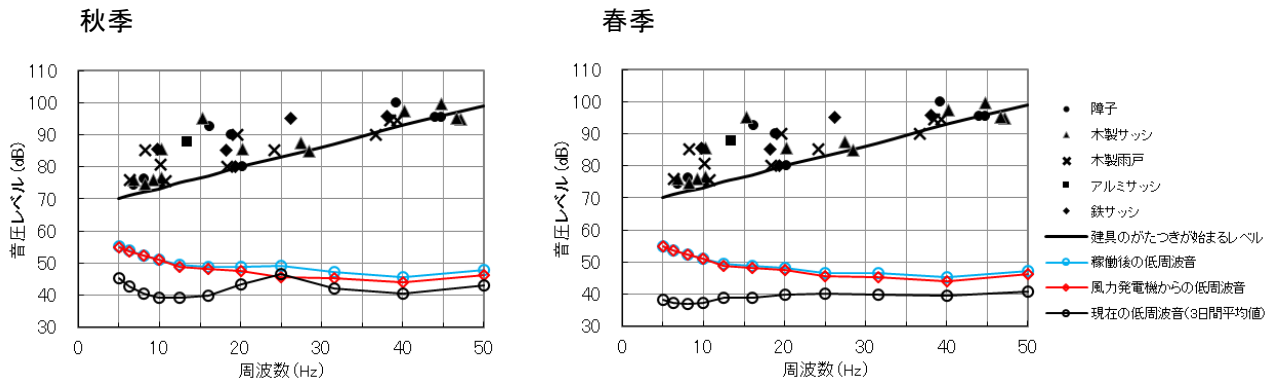 秋季
春季
音圧レベル(dB)
110
100
90
80
70
60
50
40
30
0
10
20
30
40
50
周波数(Hz)
音圧レベル(dB)
110
100
90
80
70
60
50
40
30
0
10
20
30
40
50
周波数(Hz)
障子
木製サッシ
木製雨戸
アルミサッシ
鉄サッシ
建具のがたつきが始まるレベル
稼働後の低周波音
風力発電機からの低周波音
現在の低周波音(3日間平均値)